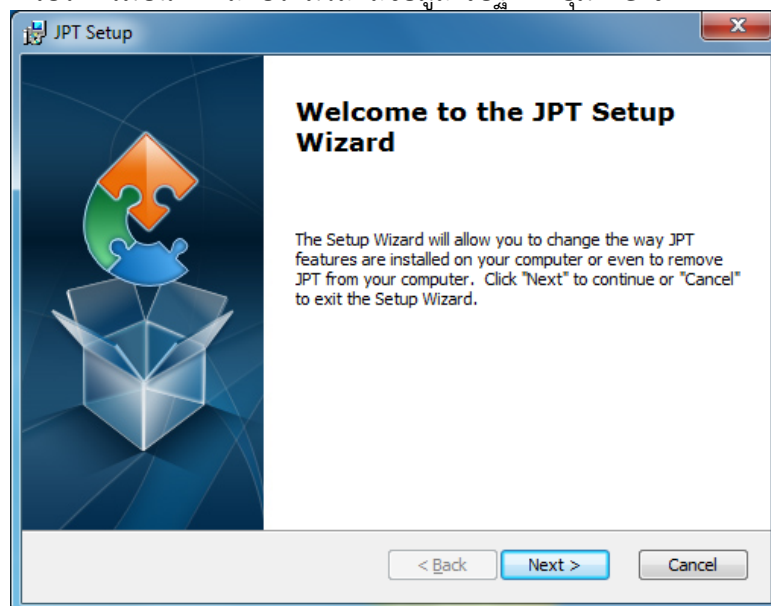 JPT Setup
Welcome to the JPT Setup
Wizard
The Setup Wizard will allow you to change the way JPT
features are installed on your computer or even to remove
JPT from your computer. Click "Next" to continue or "Cancel"
to exit the Setup Wizard.
< Back
Next >
Cancel